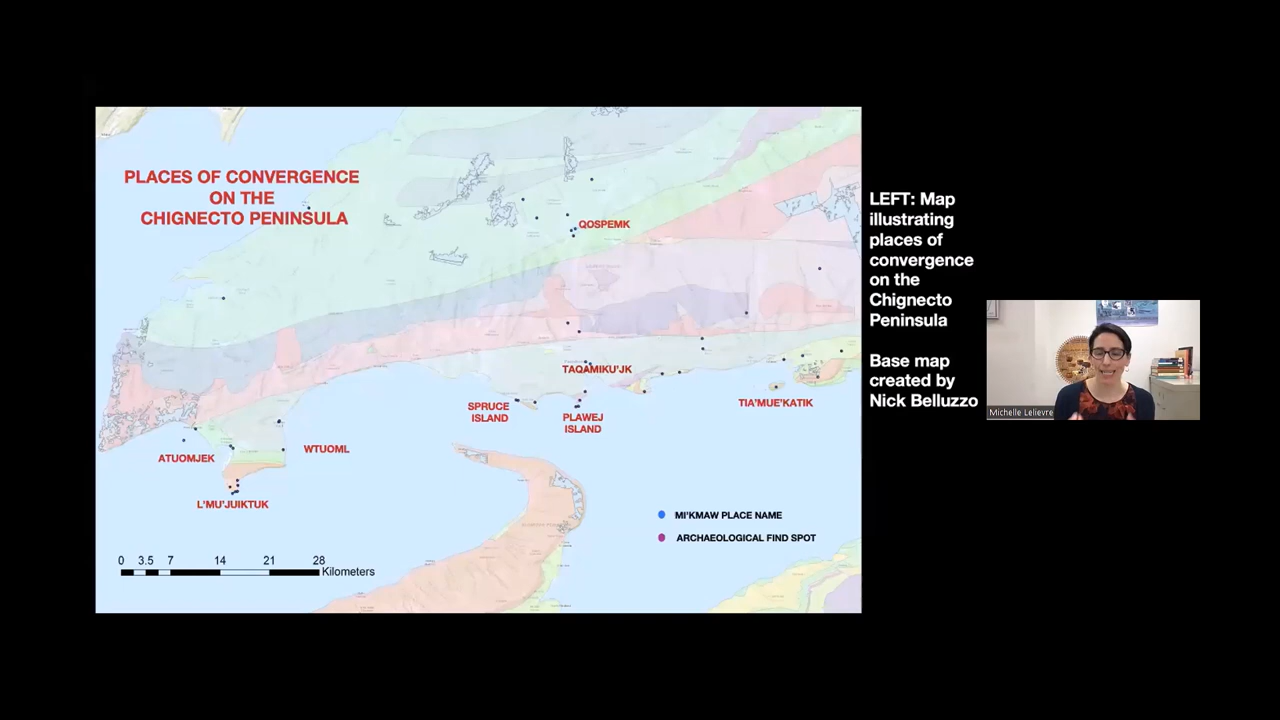 PLACES OF CONVERGENCE
ON THE
CHIGNECTO PENINSULA
QOSPEMK
TAQAMIKU'JK
SPRUCE
ISLAND
PLAWEJ
ISLAND
TIA'MUE'KATIK
ATUOMJEK
WTUOML
L'MU'JUIKTUK
MI'KMAW PLACE NAME
ARCHAEOLOGICAL FIND SPOT
0 3.5 7 14 21 28
Kilometers
LEFT: Map
illustrating
places of
convergence
on the
Chignecto
Peninsula
Base map
created by
Nick Belluzzo
Michelle Lelievre